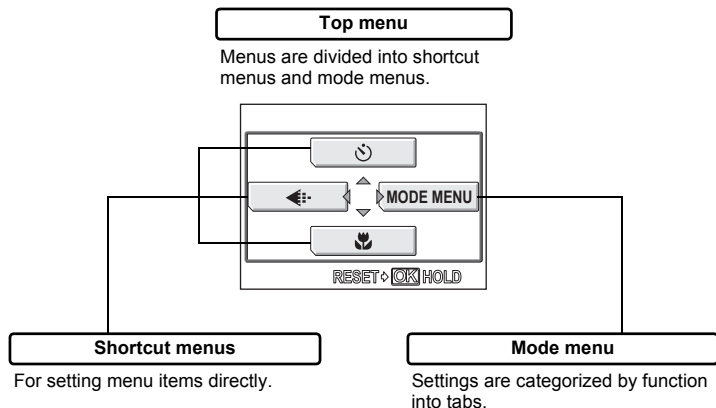 Top menu
Menus are divided into shortcut
menus and mode menus.
MODE MENU
RESET OK HOLD
Shortcut menus
For setting menu items directly.
Mode menu
Settings are categorized by function
into tabs.